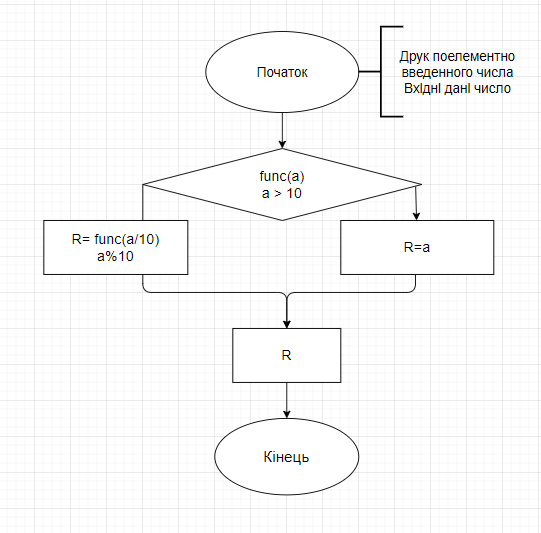 Початок
Друк поелементно
введенного числа
Вхідні дані число
func(a)
a > 10
R= func(a/10)
a%10
R=a
R
Кінець